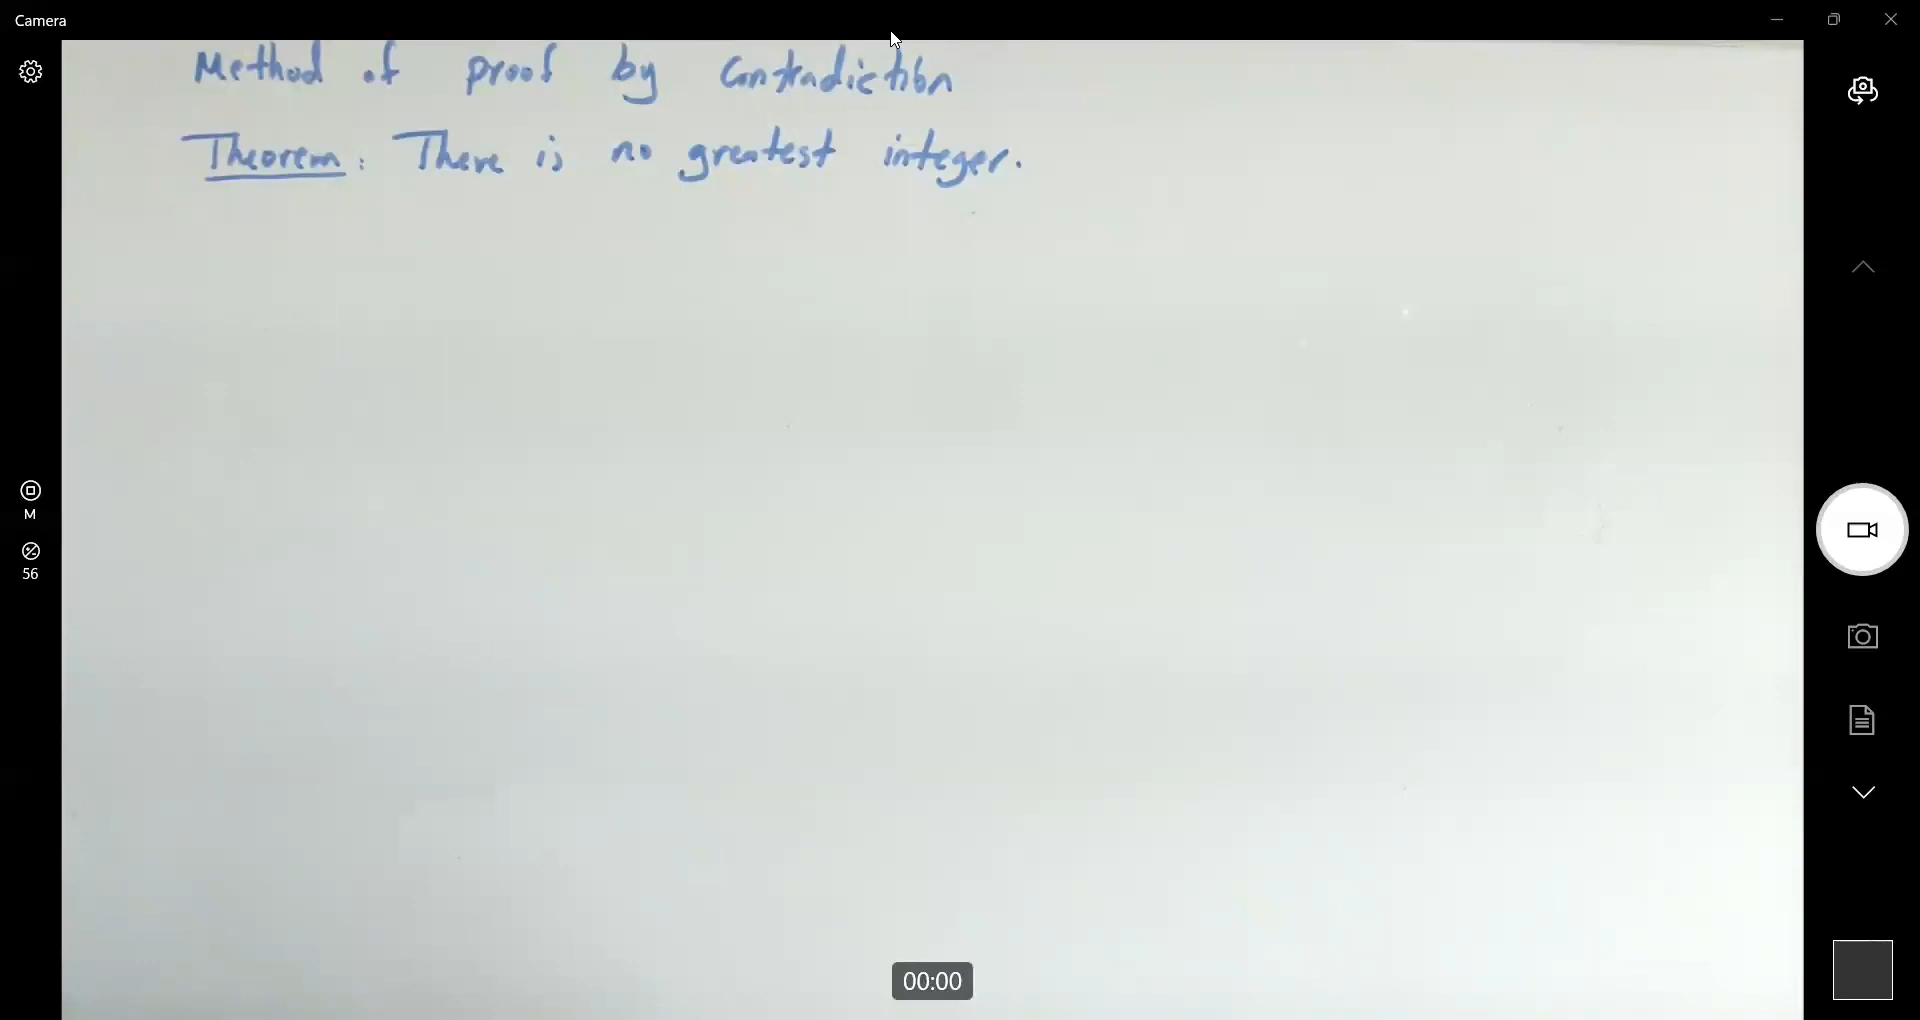 Camera
Method of proof by Contradiction
Theorem: There is no greatest integer.
M
56
00:00